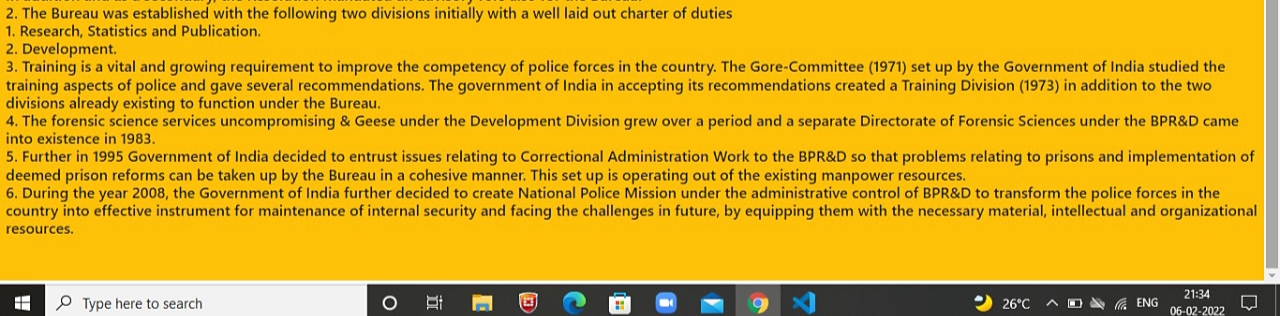 2. The Bureau was established with the following two divisions initially with a well laid out charter of duties
1. Research, Statistics and Publication.
2. Development.
3. Training is a vital and growing requirement to improve the competency of police forces in the country. The Gore-Committee (1971) set up by the Government of India studied the
training aspects of police and gave several recommendations. The government of India in accepting its recommendations created a Training Division (1973) in addition to the two
divisions already existing to function under the Bureau.
4. The forensic science services uncompromising & Geese under the Development Division grew over a period and a separate Directorate of Forensic Sciences under the BPR&D came
into existence in 1983.
5. Further in 1995 Government of India decided to entrust issues relating to Correctional Administration Work to the BPR&D so that problems relating to prisons and implementation of
deemed prison reforms can be taken up by the Bureau in a cohesive manner. This set up is operating out of the existing manpower resources.
6. During the year 2008, the Government of India further decided to create National Police Mission under the administrative control of BPR&D to transform the police forces in the
country into effective instrument for maintenance of internal security and facing the challenges in future, by equipping them with the necessary material, intellectual and organizational
resources.
Type here to search
26°C
ENG
21:34
06-02-2022